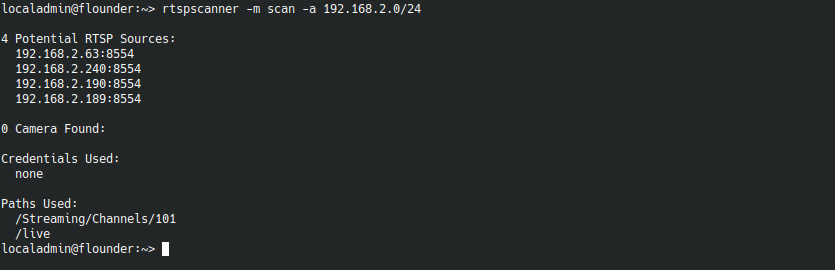 localadmin@flounder:~> rtspscanner -m scan -a 192.168.2.0/24
4 Potential RTSP Sources:
192.168.2.63:8554
192.168.2.240:8554
192.168.2.190:8554
192.168.2.189:8554
0 Camera Found:
Credentials Used:
none
Paths Used:
/Streaming/Channels/101
/live
localadmin@flounder:~>